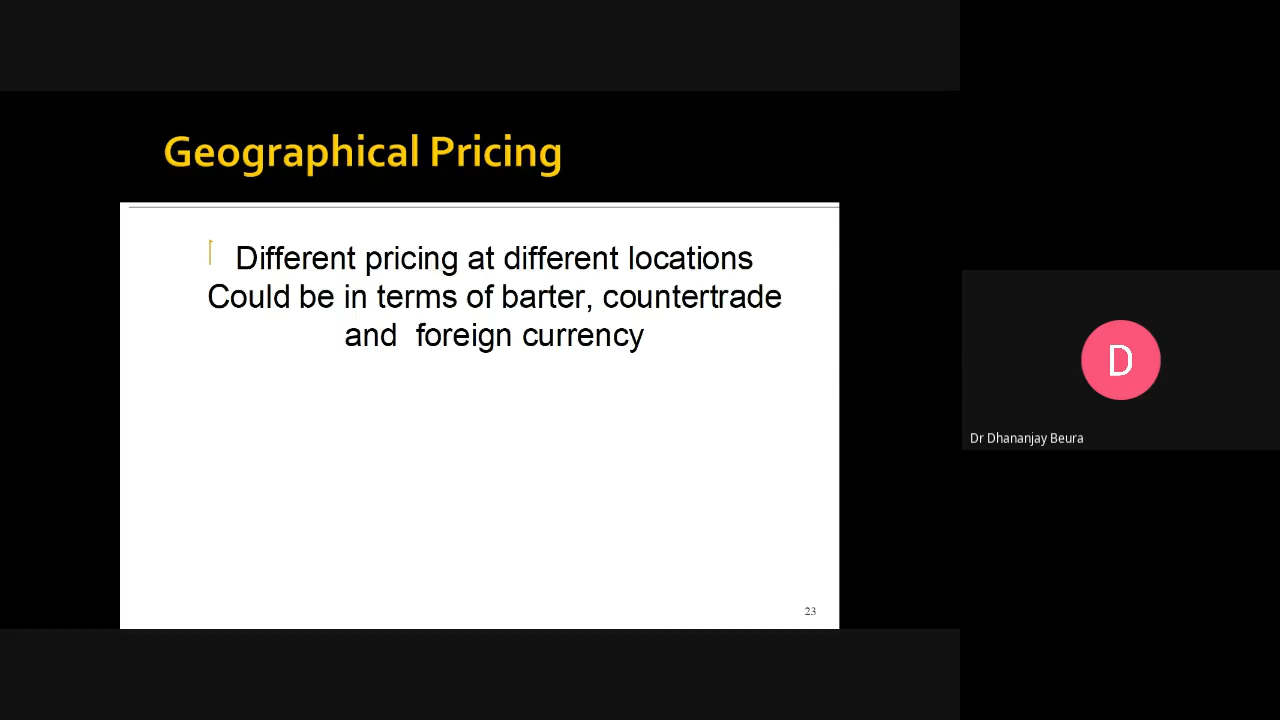 Geographical Pricing
Different pricing at different locations
Could be in terms of barter, countertrade
and foreign currency
23
D
Dr Dhananjay Beura